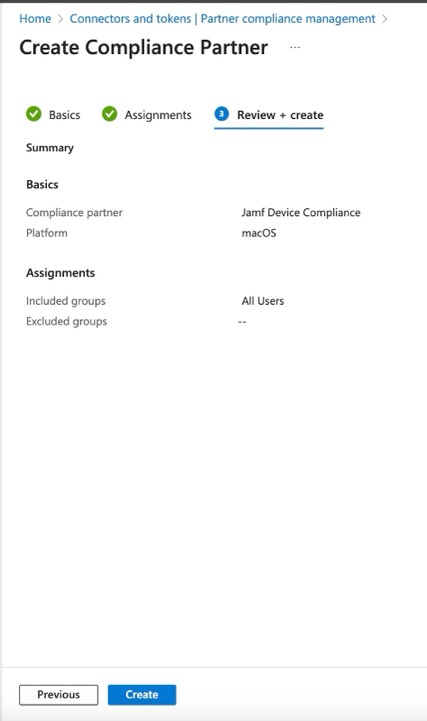 Home > Connectors and tokens | Partner compliance management >
Create Compliance Partner ...
Basics Assignments 3 Review + create
Summary
Basics
Compliance partner Jamf Device Compliance
Platform macOS
Assignments
Included groups All Users
Excluded groups --
Previous Create